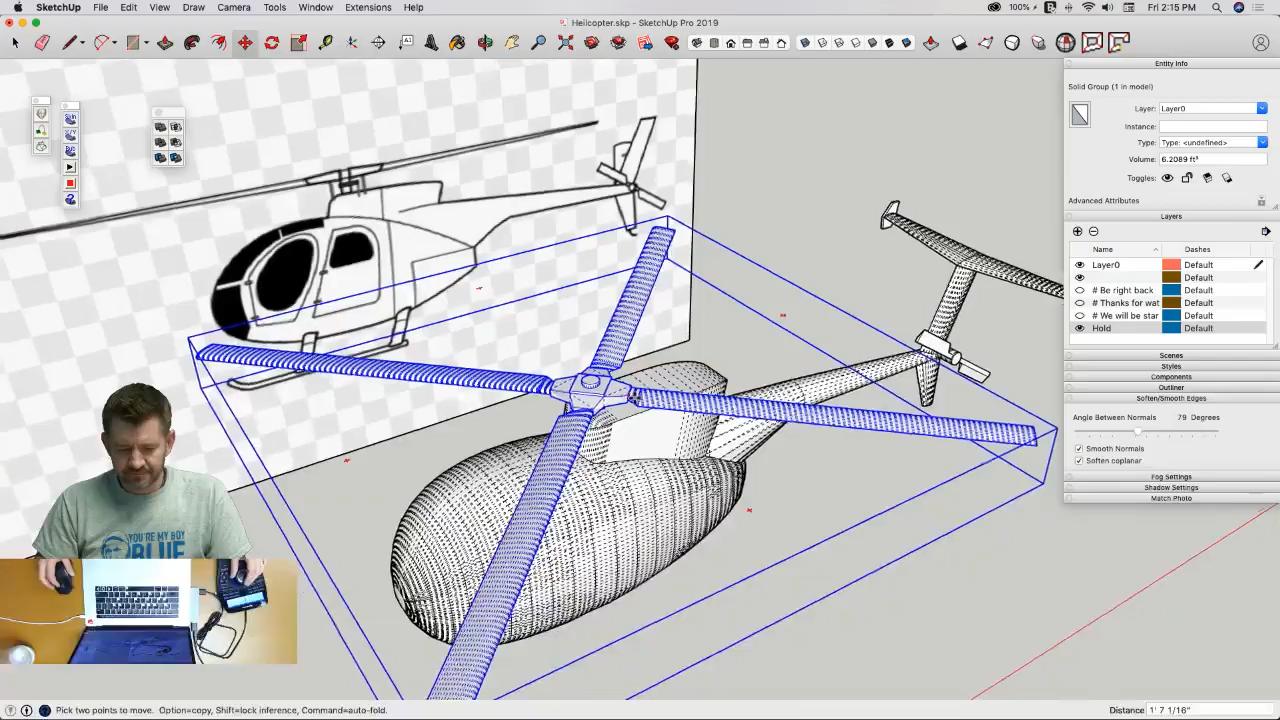 SketchUp File Edit View Draw Camera Tools Window Extensions Help 100% Fri 2:15 PM
Heilcopter.skp - SketchUp Pro 2019
Entity Info
Solid Group (1 in model)
Layer: Layer0
Instance:
Type: Type: <undefined>
Volume: 6.2089 ft³
Toggles:
Advanced Attributes
Layers
Name Dashes
Layer0 Default
Default
# Be right back Default
# Thanks for wat Default
# We will be star Default
Hold Default
Scenes
Styles
Components
Outliner
Soften/Smooth Edges
Angle Between Normals 79 Degrees
Smooth Normals
Soften coplanar
Fog Settings
Shadow Settings
Match Photo
YOU'RE MY BOY
BLUE
Pick two points to move. Option=copy, Shift=lock inference, Command=auto-fold. Distance 1' 7 1/16"